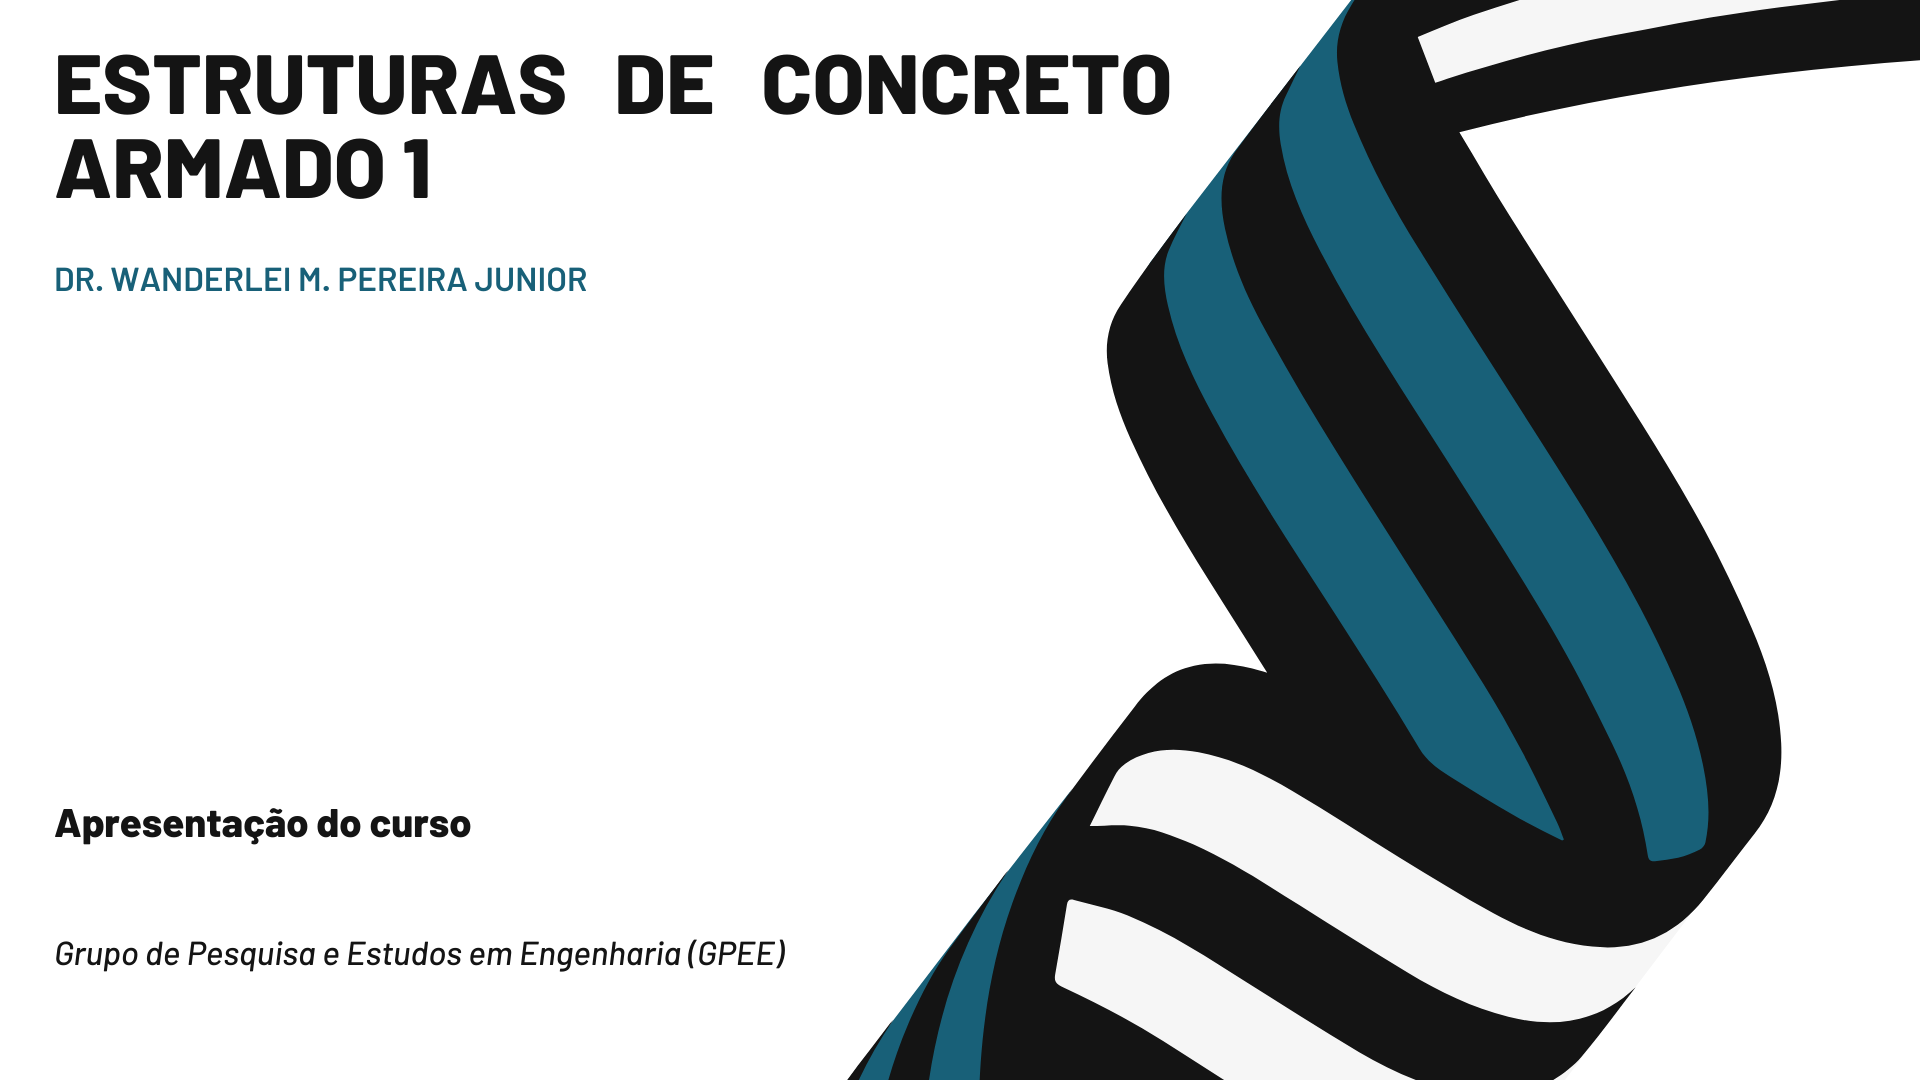 ESTRUTURAS DE CONCRETO
ARMADO 1
DR. WANDERLEI M. PEREIRA JUNIOR
Apresentação do curso
Grupo de Pesquisa e Estudos em Engenharia (GPEE)